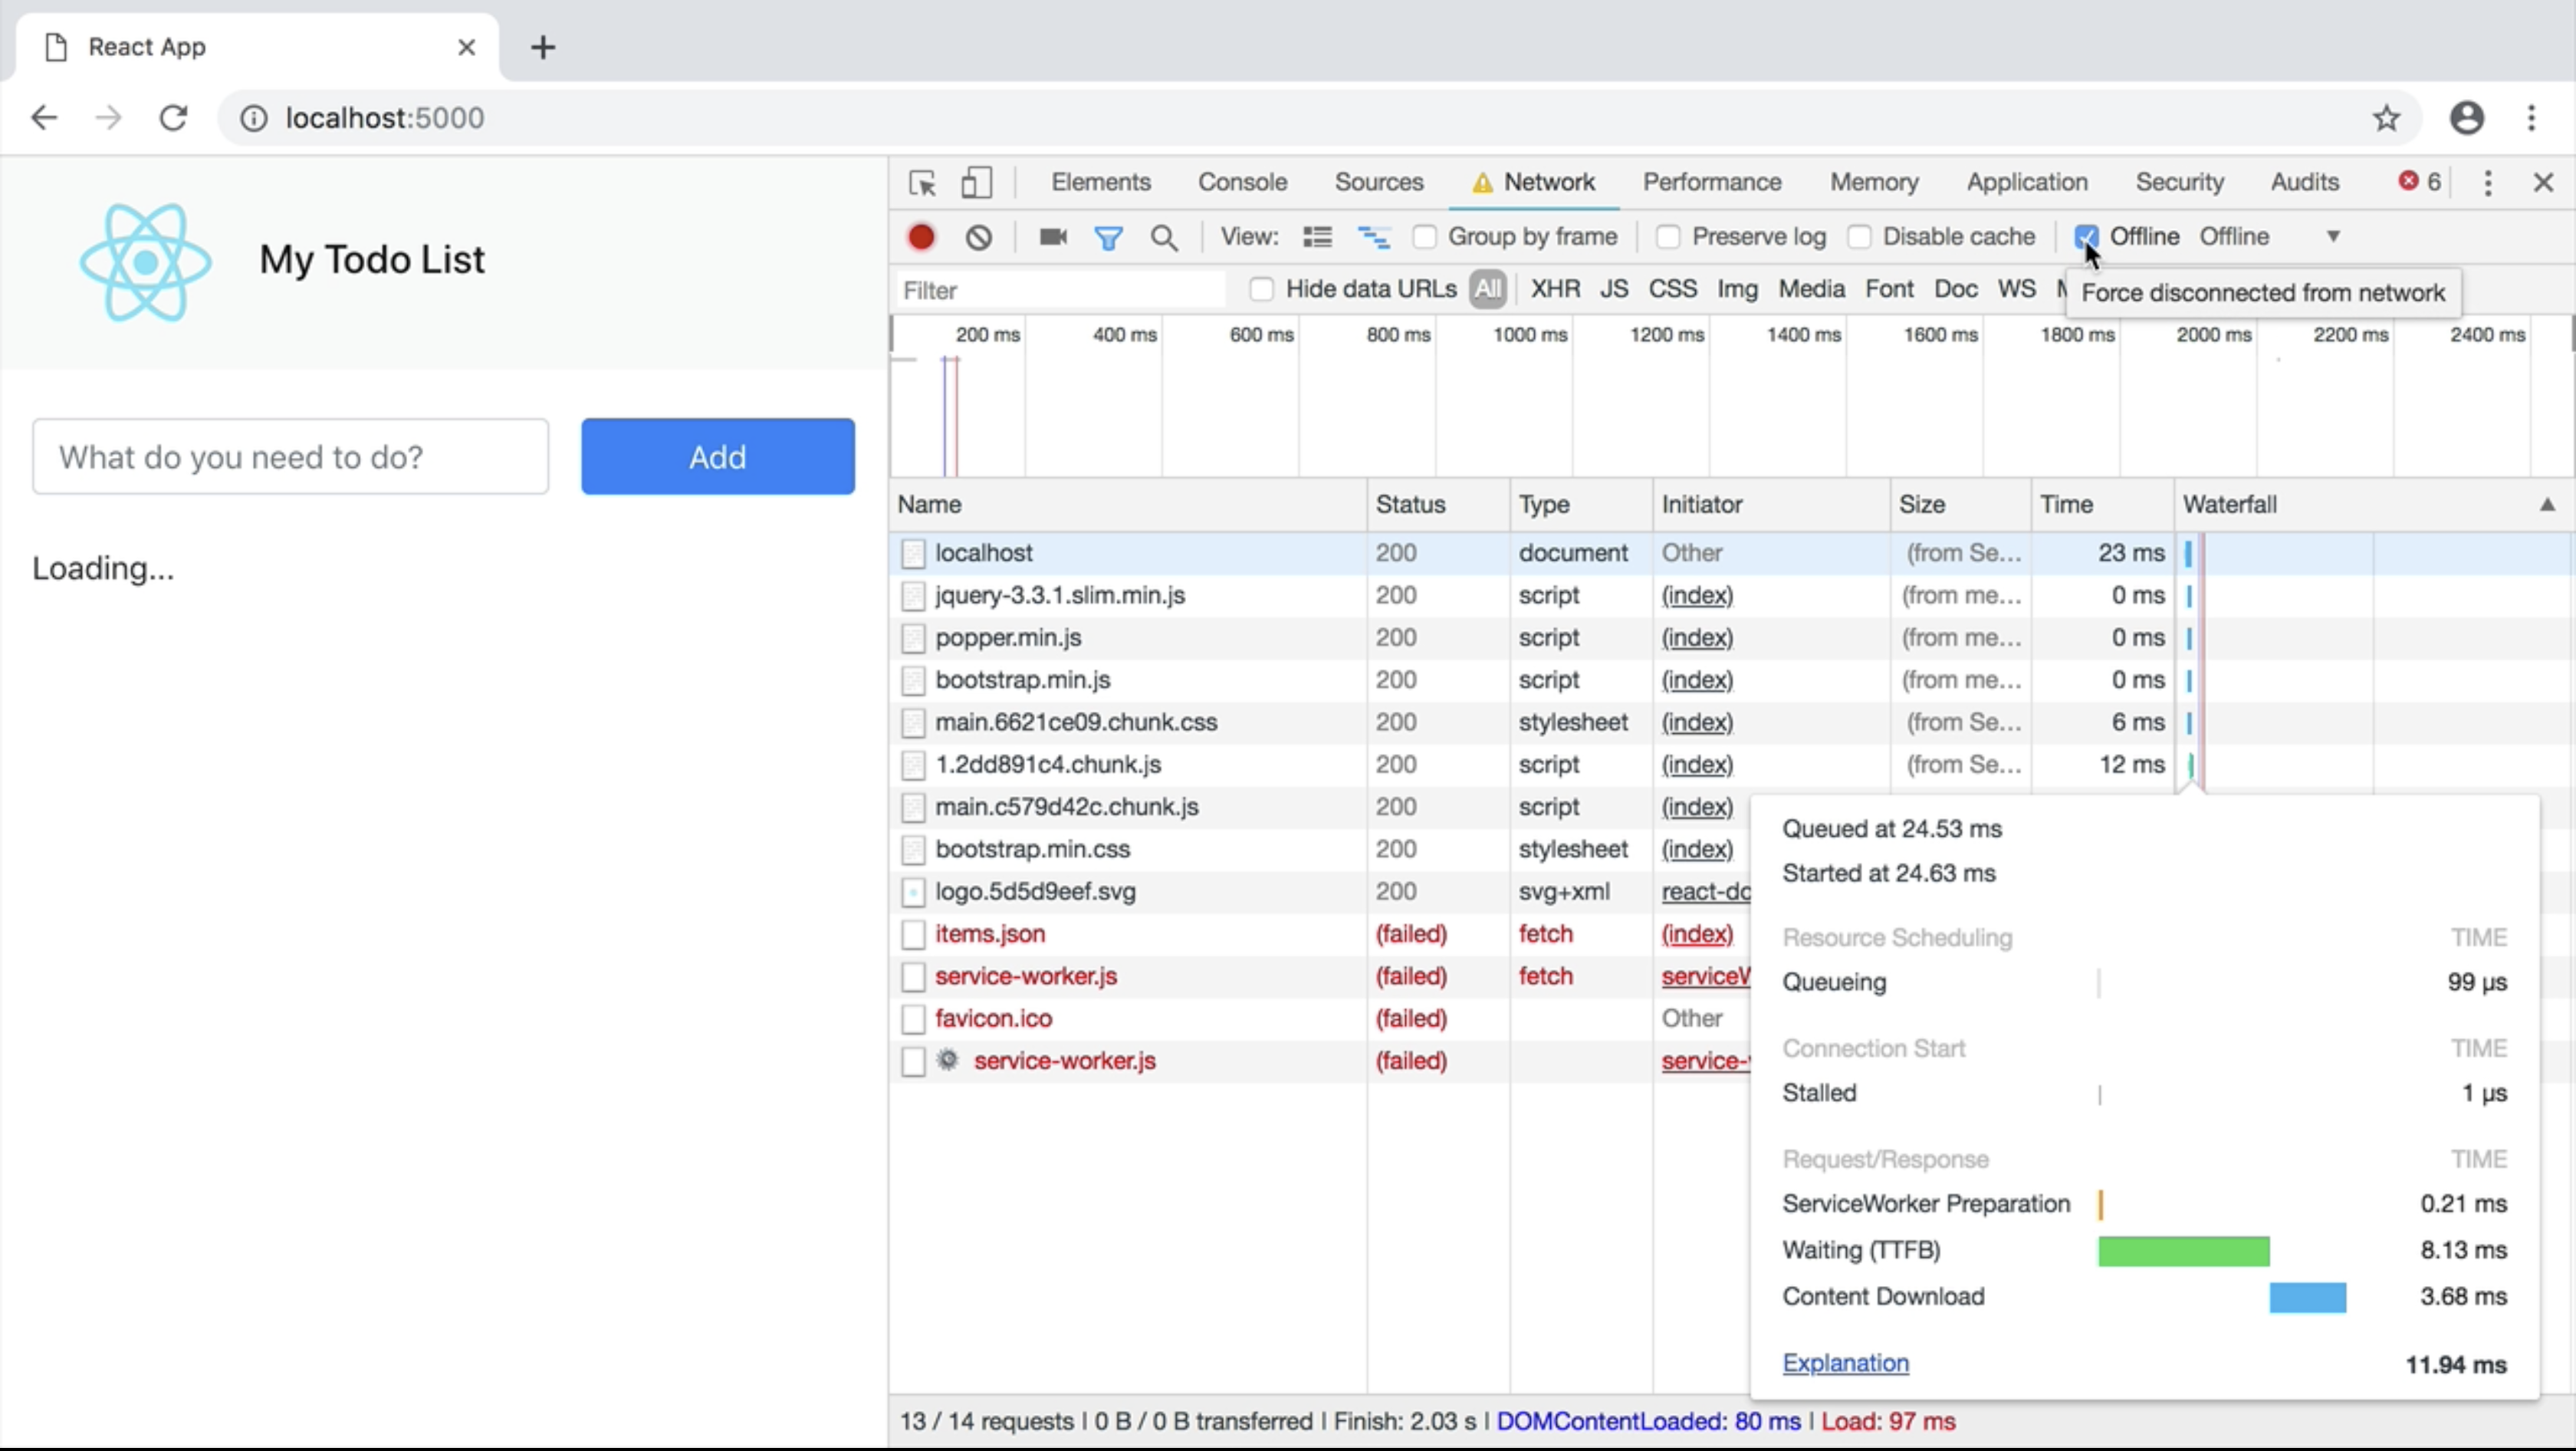 React App
localhost:5000
My Todo List
What do you need to do?
Add
Loading...
Elements Console Sources Network Performance Memory Application Security Audits 6
View: Group by frame Preserve log Disable cache Offline Offline
Filter Hide data URLs All XHR JS CSS Img Media Font Doc WS
Force disconnected from network
200 ms 400 ms 600 ms 800 ms 1000 ms 1200 ms 1400 ms 1600 ms 1800 ms 2000 ms 2200 ms 2400 ms
Name Status Type Initiator Size Time Waterfall
localhost 200 document Other (from Se... 23 ms
jquery-3.3.1.slim.min.js 200 script (index) (from me... 0 ms
popper.min.js 200 script (index) (from me... 0 ms
bootstrap.min.js 200 script (index) (from me... 0 ms
main.6621ce09.chunk.css 200 stylesheet (index) (from Se... 6 ms
1.2dd891c4.chunk.js 200 script (index) (from Se... 12 ms
main.c579d42c.chunk.js 200 script (index)
bootstrap.min.css 200 stylesheet (index)
logo.5d5d9eef.svg 200 svg+xml react-do
items.json (failed) fetch (index)
service-worker.js (failed) fetch serviceW
favicon.ico (failed) Other
service-worker.js (failed) service-
Queued at 24.53 ms
Started at 24.63 ms
Resource Scheduling TIME
Queueing 99 µs
Connection Start TIME
Stalled 1 µs
Request/Response TIME
ServiceWorker Preparation 0.21 ms
Waiting (TTFB) 8.13 ms
Content Download 3.68 ms
Explanation 11.94 ms
13 / 14 requests | 0 B / 0 B transferred | Finish: 2.03 s | DOMContentLoaded: 80 ms | Load: 97 ms